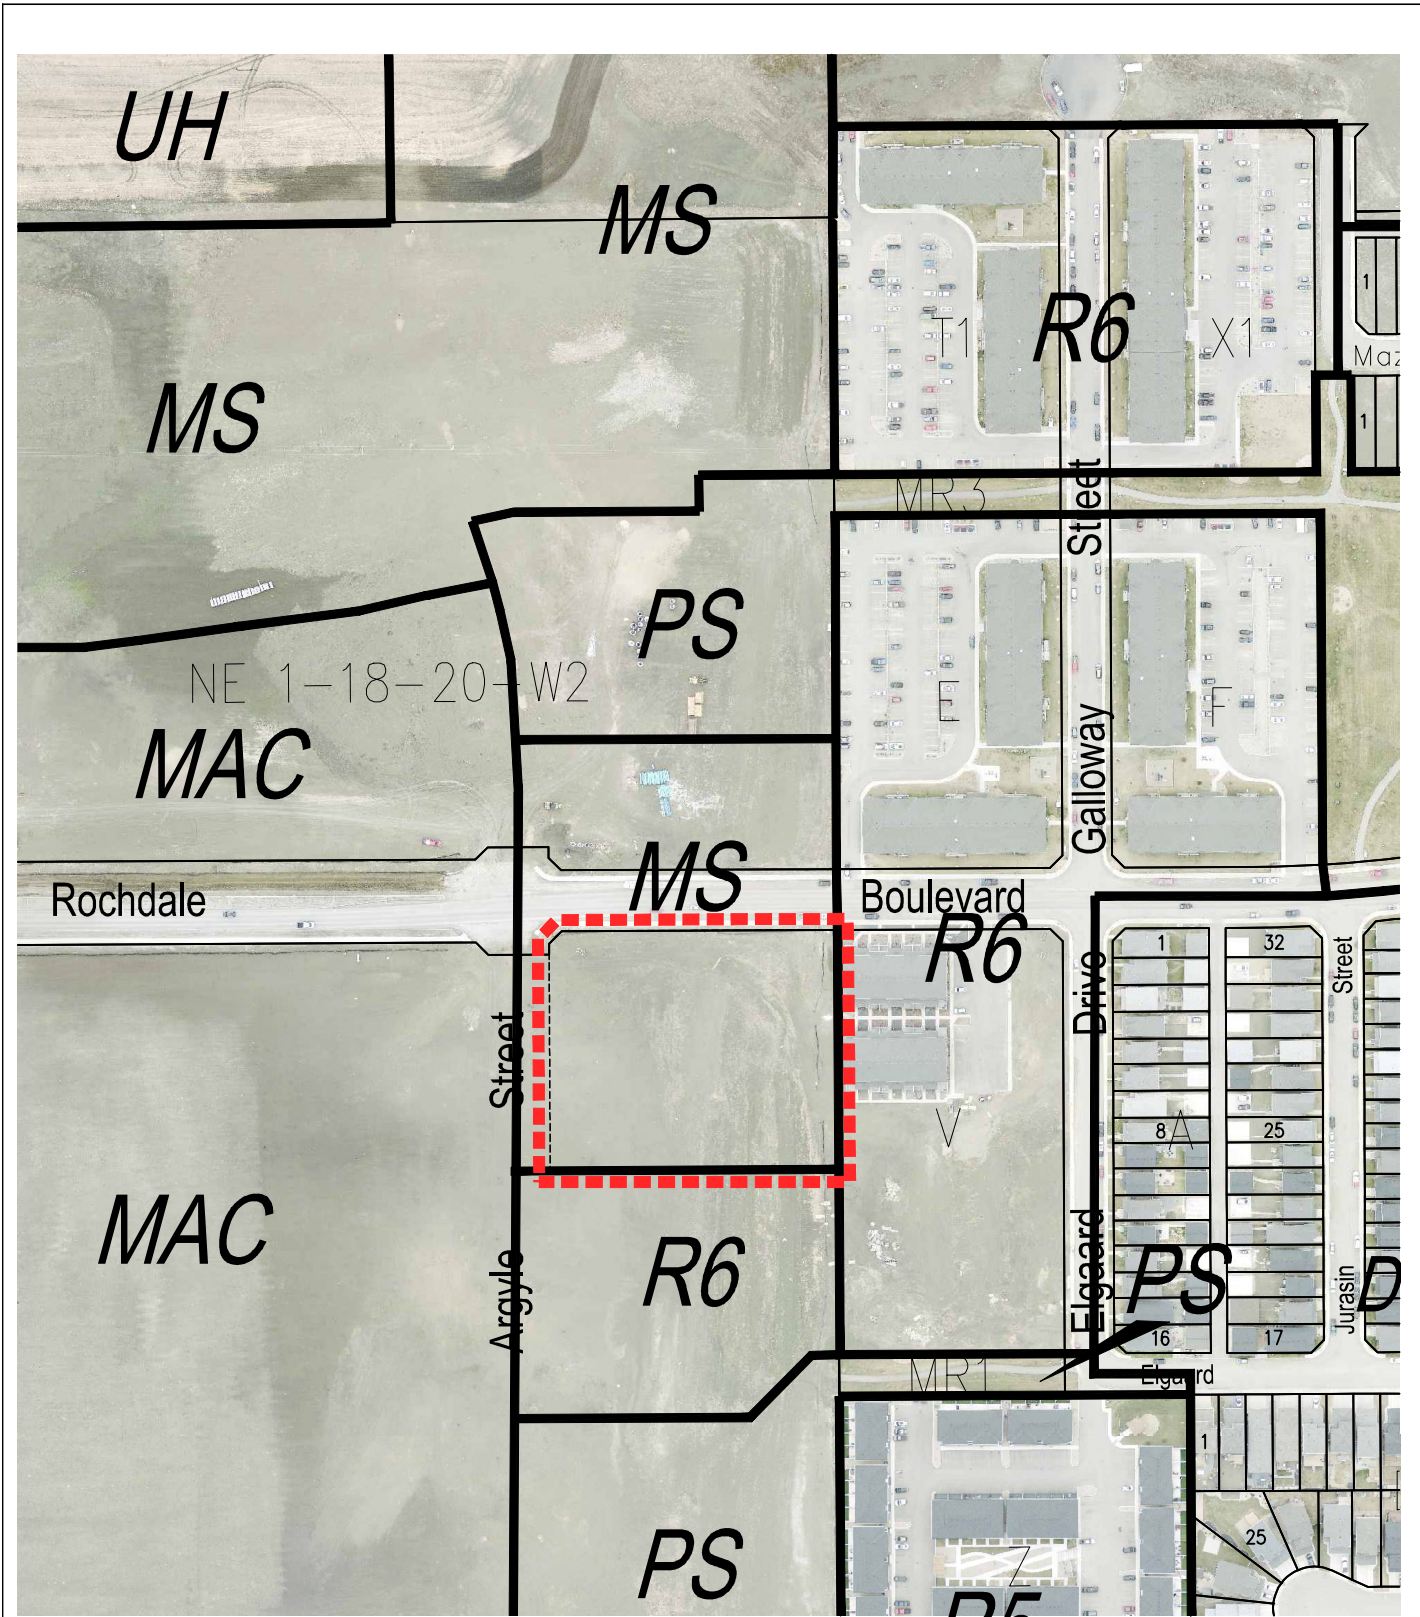 UH
MS
R6
T1
X1
1
Maz
MS
1
MR3
Street
PS
NE 1-18-20-W2
E
F
MAC
Galloway
MS
Rochdale
Boulevard
R6
1
32
Street
Drive
Street
V
8
A
25
MAC
R6
Argyle
Elgaard
PS
Jurasin
D
16
17
MR1
Elgaard
1
25
PS
Z
R5